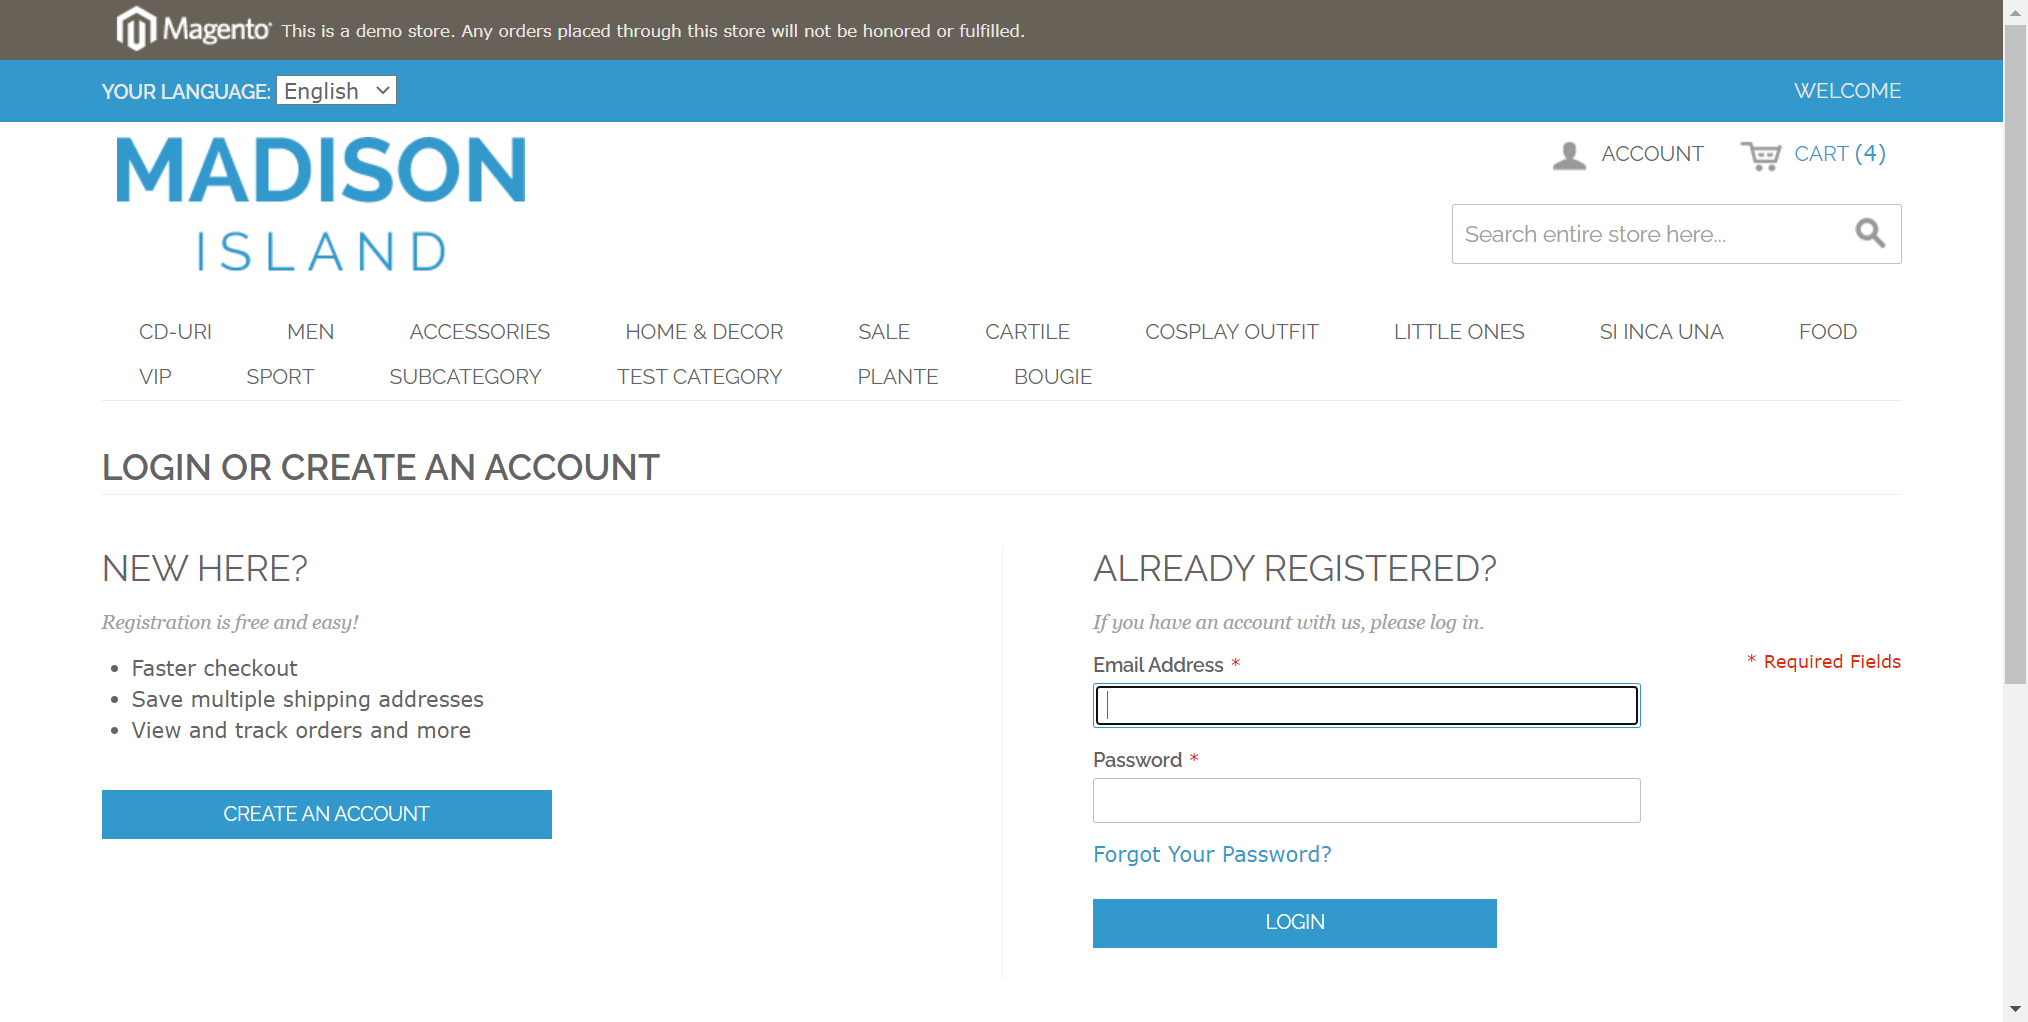 Magento® This is a demo store. Any orders placed through this store will not be honored or fulfilled.
YOUR LANGUAGE: English WELCOME
MADISON
ISLAND
ACCOUNT CART (4)
Search entire store here...
CD-URI MEN ACCESSORIES HOME & DECOR SALE CARTILE COSPLAY OUTFIT LITTLE ONES SI INCA UNA FOOD
VIP SPORT SUBCATEGORY TEST CATEGORY PLANTE BOUGIE
LOGIN OR CREATE AN ACCOUNT
NEW HERE?
Registration is free and easy!
• Faster checkout
• Save multiple shipping addresses
• View and track orders and more
CREATE AN ACCOUNT
ALREADY REGISTERED?
If you have an account with us, please log in.
* Required Fields
Email Address *
Password *
Forgot Your Password?
LOGIN